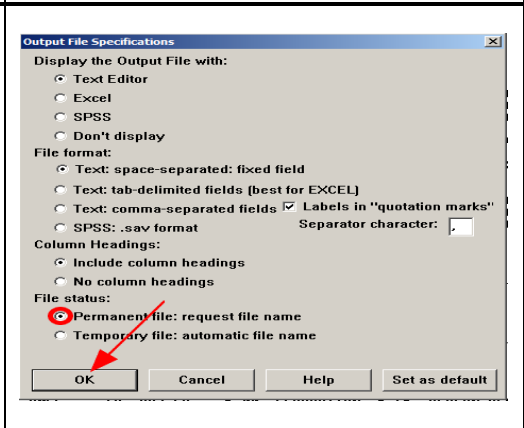 Output File Specifications
Display the Output File with:
Text Editor
Excel
SPSS
Don't display
File format:
Text: space-separated: fixed field
Text: tab-delimited fields (best for EXCEL)
Text: comma-separated fields Labels in "quotation marks"
SPSS: .sav format Separator character: ,
Column Headings:
Include column headings
No column headings
File status:
Permanent file: request file name
Temporary file: automatic file name
OK Cancel Help Set as default